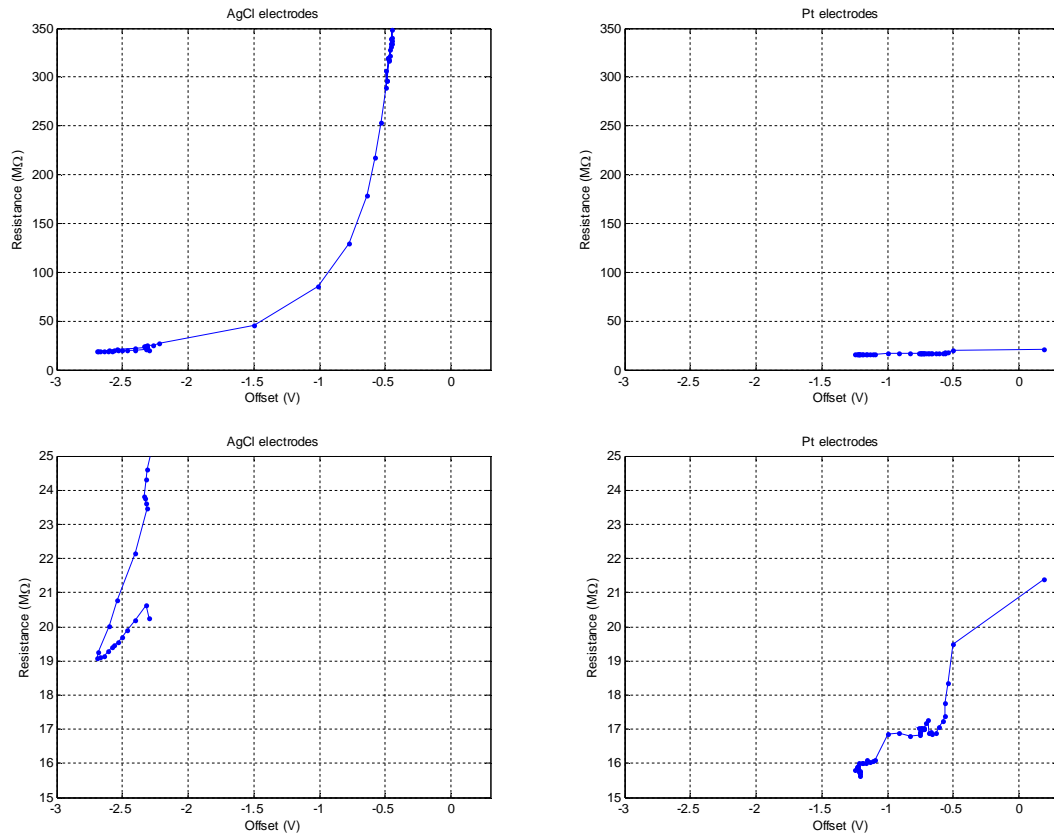 AgCl electrodes
350
300
250
200
150
100
50
0
Resistance (MΩ)
-3 -2.5 -2 -1.5 -1 -0.5 0
Offset (V)
Pt electrodes
350
300
250
200
150
100
50
0
Resistance (MΩ)
-3 -2.5 -2 -1.5 -1 -0.5 0
Offset (V)
AgCl electrodes
25
24
23
22
21
20
19
18
17
16
15
Resistance (MΩ)
-3 -2.5 -2 -1.5 -1 -0.5 0
Offset (V)
Pt electrodes
25
24
23
22
21
20
19
18
17
16
15
Resistance (MΩ)
-3 -2.5 -2 -1.5 -1 -0.5 0
Offset (V)